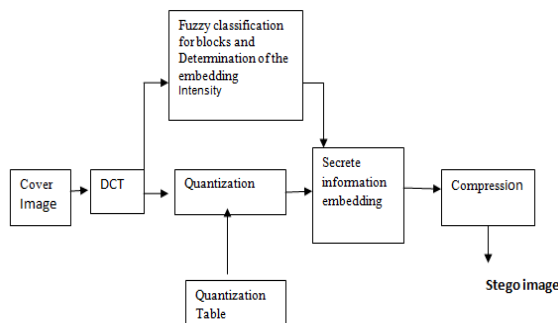 Fuzzy classification
for blocks and
Determination of the
embedding
Intensity
Cover
Image
DCT
Quantization
Secrete
information
embedding
Compression
Quantization
Table
Stego image